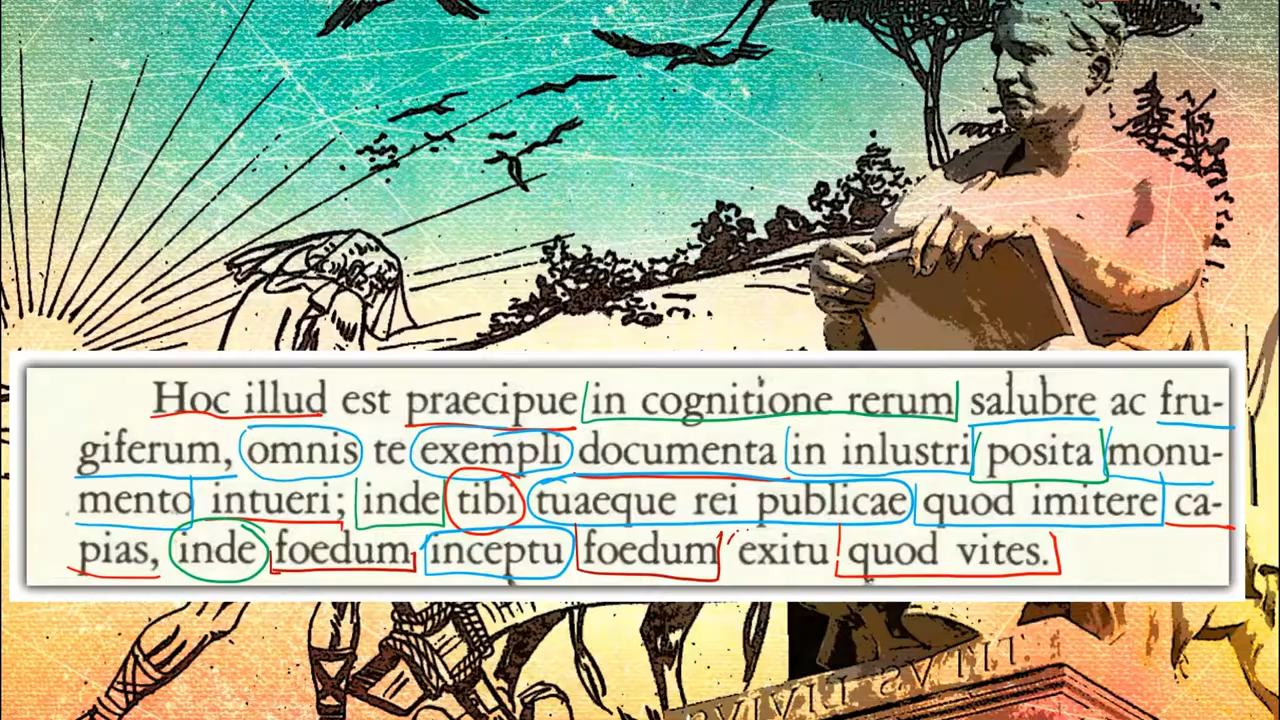 Hoc illud est praecipue in cognitione rerum salubre ac fru-
giferum, omnis te exempli documenta in inlustri posita monu-
mento intueri; inde tibi tuaeque rei publicae quod imitere ca-
pias, inde foedum inceptu foedum exitu quod vites.